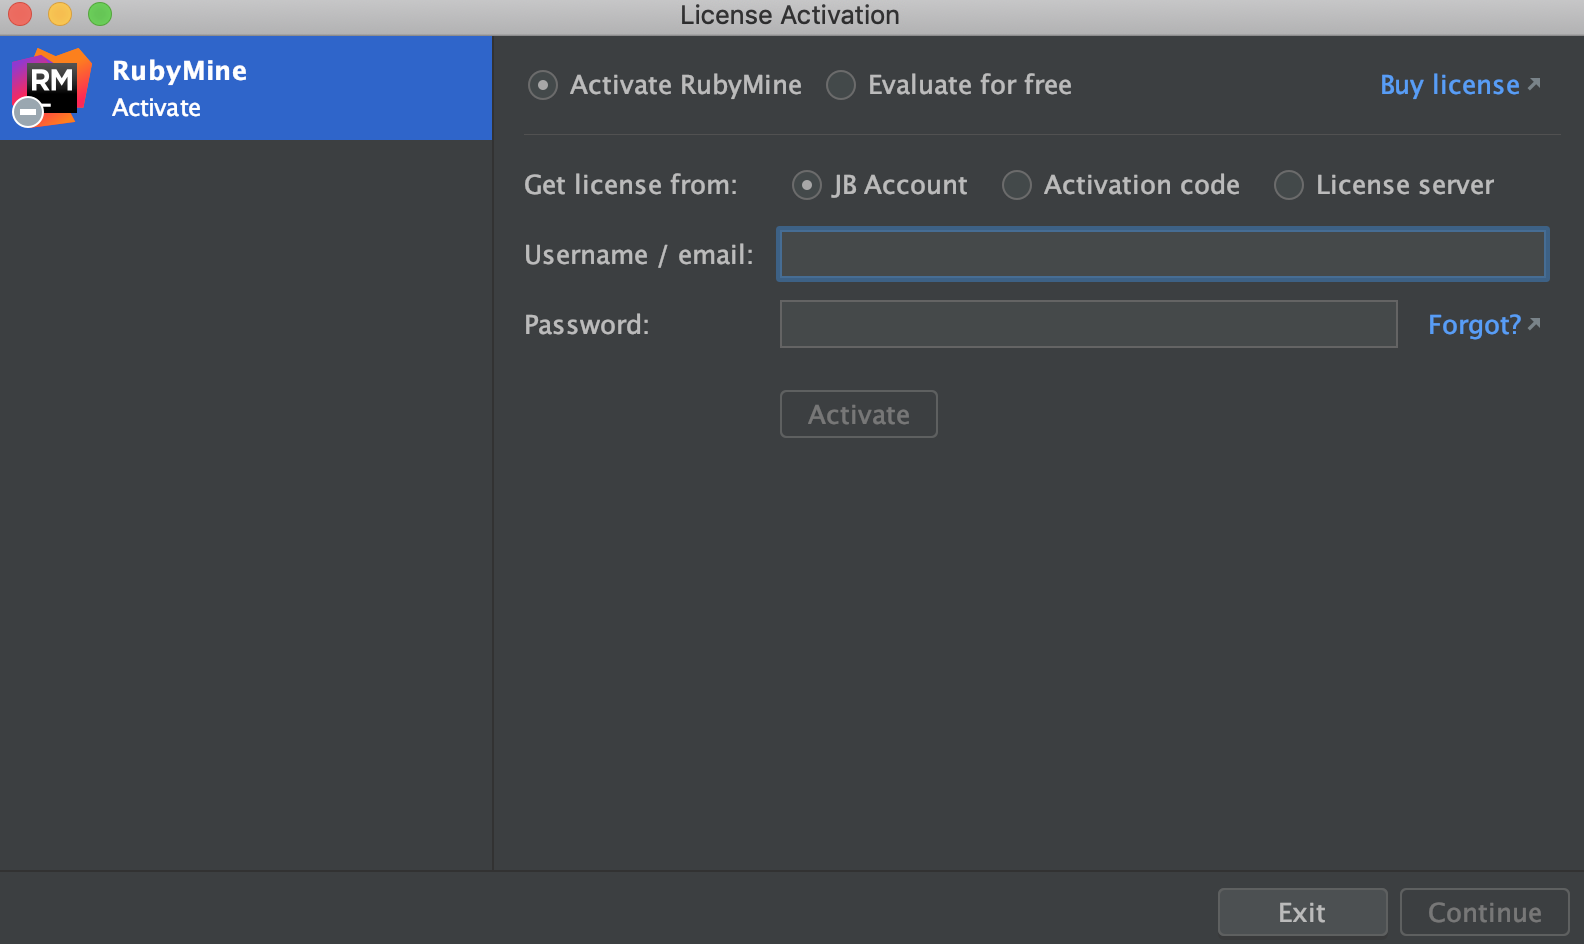 License Activation
RM
RubyMine
Activate
Activate RubyMine Evaluate for free Buy license
Get license from: JB Account Activation code License server
Username / email:
Password: Forgot?
Activate
Exit Continue